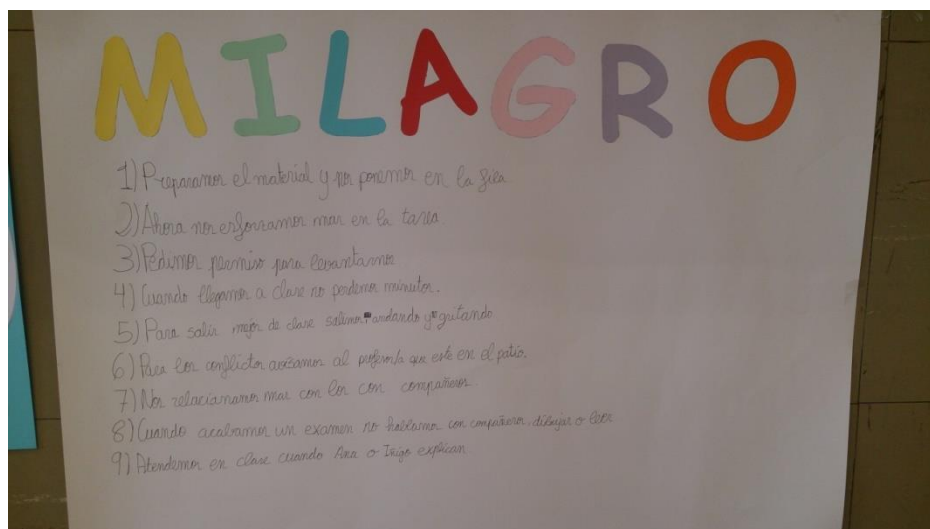 MILAGRO
1) Preparamos el material y nos ponemos en la fila
2) Ahora nos esforzamos mas en la tarea
3) Pedimos permiso para levantarnos
4) Cuando llegamos a clase no perdemos minutos.
5) Para salir mejor de clase salimos andando y gritando
6) Para los conflictos avisamos al profesor/a que este en el patio.
7) Nos relacianamos mas con los con compañeros.
8) Cuando acabamos un examen no hablamos con compañeros, dibujar o leer
9) Atendemos en clase cuando Ana o Iñigo explican